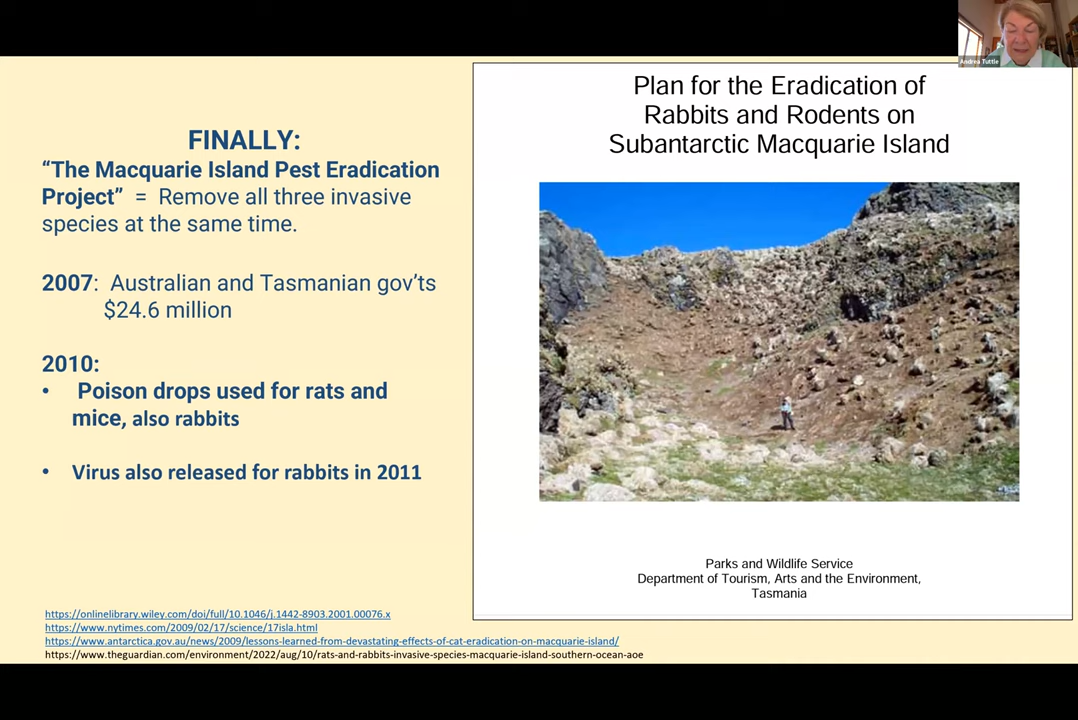 Andrea Tuttle
FINALLY:
“The Macquarie Island Pest Eradication
Project” = Remove all three invasive
species at the same time.
2007: Australian and Tasmanian gov'ts
$24.6 million
2010:
• Poison drops used for rats and
mice, also rabbits
• Virus also released for rabbits in 2011
https://onlinelibrary.wiley.com/doi/full/10.1046/j.1442-8903.2001.00076.x
https://www.nytimes.com/2009/02/17/science/17isla.html
https://www.antarctica.gov.au/news/2009/lessons-learned-from-devastating-effects-of-cat-eradication-on-macquarie-island/
https://www.theguardian.com/environment/2022/aug/10/rats-and-rabbits-invasive-species-macquarie-island-southern-ocean-aoe
Plan for the Eradication of
Rabbits and Rodents on
Subantarctic Macquarie Island
Parks and Wildlife Service
Department of Tourism, Arts and the Environment,
Tasmania